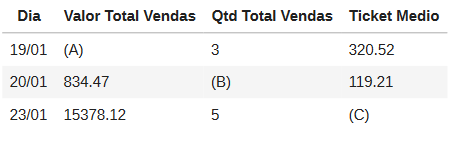 Dia Valor Total Vendas Qtd Total Vendas Ticket Medio
19/01 (A) 3 320.52
20/01 834.47 (B) 119.21
23/01 15378.12 5 (C)